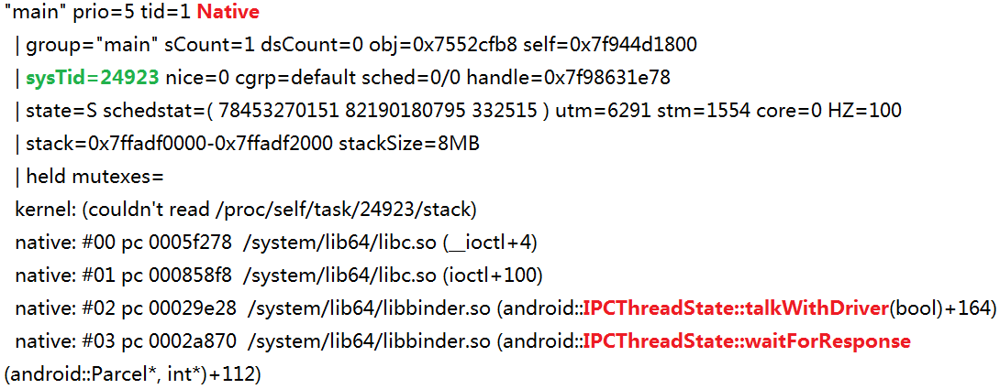 "main" prio=5 tid=1 Native
| group="main" sCount=1 dsCount=0 obj=0x7552cfb8 self=0x7f944d1800
| sysTid=24923 nice=0 cgrp=default sched=0/0 handle=0x7f98631e78
| state=S schedstat=( 78453270151 82190180795 332515 ) utm=6291 stm=1554 core=0 HZ=100
| stack=0x7ffadf0000-0x7ffadf2000 stackSize=8MB
| held mutexes=
kernel: (couldn't read /proc/self/task/24923/stack)
native: #00 pc 0005f278 /system/lib64/libc.so (__ioctl+4)
native: #01 pc 000858f8 /system/lib64/libc.so (ioctl+100)
native: #02 pc 00029e28 /system/lib64/libbinder.so (android::IPCThreadState::talkWithDriver(bool)+164)
native: #03 pc 0002a870 /system/lib64/libbinder.so (android::IPCThreadState::waitForResponse
(android::Parcel*, int*)+112)